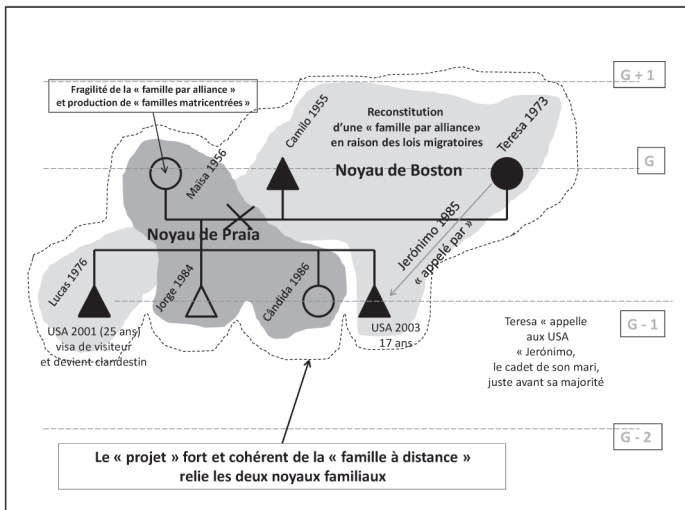 G + 1
Fragilité de la « famille par alliance »
et production de « familles matricentrées »
Camilo 1955
Reconstitution
d'une « famille par alliance»
en raison des lois migratoires
Teresa 1973
Maïsa 1956
Noyau de Boston
G
Noyau de Praia
Jerónimo 1985
« appelé par »
Lucas 1976
Jorge 1984
Cândida 1986
G - 1
USA 2001 (25 ans)
visa de visiteur
et devient clandestin
USA 2003
17 ans
Teresa « appelle
aux USA
« Jerónimo,
le cadet de son mari,
juste avant sa majorité
G - 2
Le « projet » fort et cohérent de la « famille à distance »
relie les deux noyaux familiaux